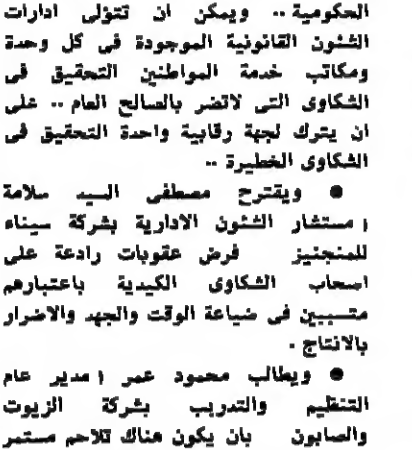 الحكومية .. ويمكن ان تتولى ادارات
الشئون القانونية الموجودة فى كل وحدة
ومكاتب خدمة المواطنين التحقيق فى
الشكاوى التى لاتضر بالصالح العام .. على
ان يترك لجهة رقابية واحدة التحقيق فى
الشكاوى الخطيرة ..
● ويقترح مصطفى السيد سلامة
( مستشار الشئون الادارية بشركة سيناء
للمنجنيز فرض عقوبات رادعة على
اصحاب الشكاوى الكيدية باعتبارهم
متسببين فى ضياعة الوقت والجهد والاضرار
بالانتاج .
● ويطالب محمود عمر ( مدير عام
التنظيم والتدريب بشركة الزيوت
والصابون بان يكون هناك تلاحم مستمر